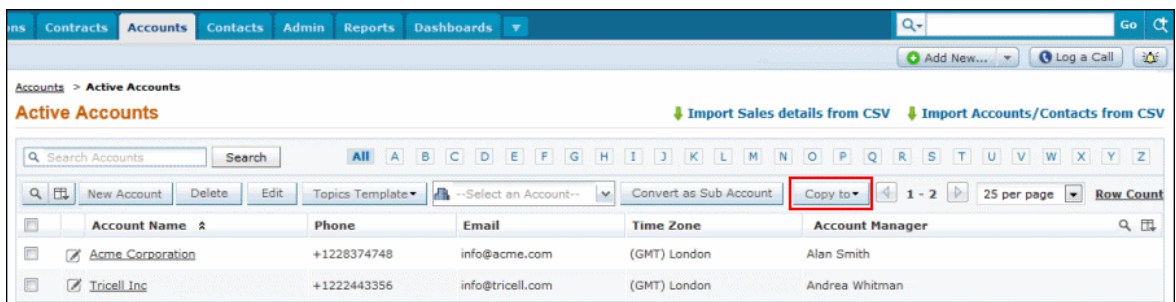 ons Contracts Accounts Contacts Admin Reports Dashboards Go
Add New... Log a Call
Accounts > Active Accounts
Active Accounts Import Sales details from CSV Import Accounts/Contacts from CSV
Search Accounts Search All A B C D E F G H I J K L M N O P Q R S T U V W X Y Z
New Account Delete Edit Topics Template --Select an Account-- Convert as Sub Account Copy to 1 - 2 25 per page Row Count
Account Name Phone Email Time Zone Account Manager
Acme Corporation +1228374748 info@acme.com (GMT) London Alan Smith
Tricell Inc +1222443356 info@tricell.com (GMT) London Andrea Whitman